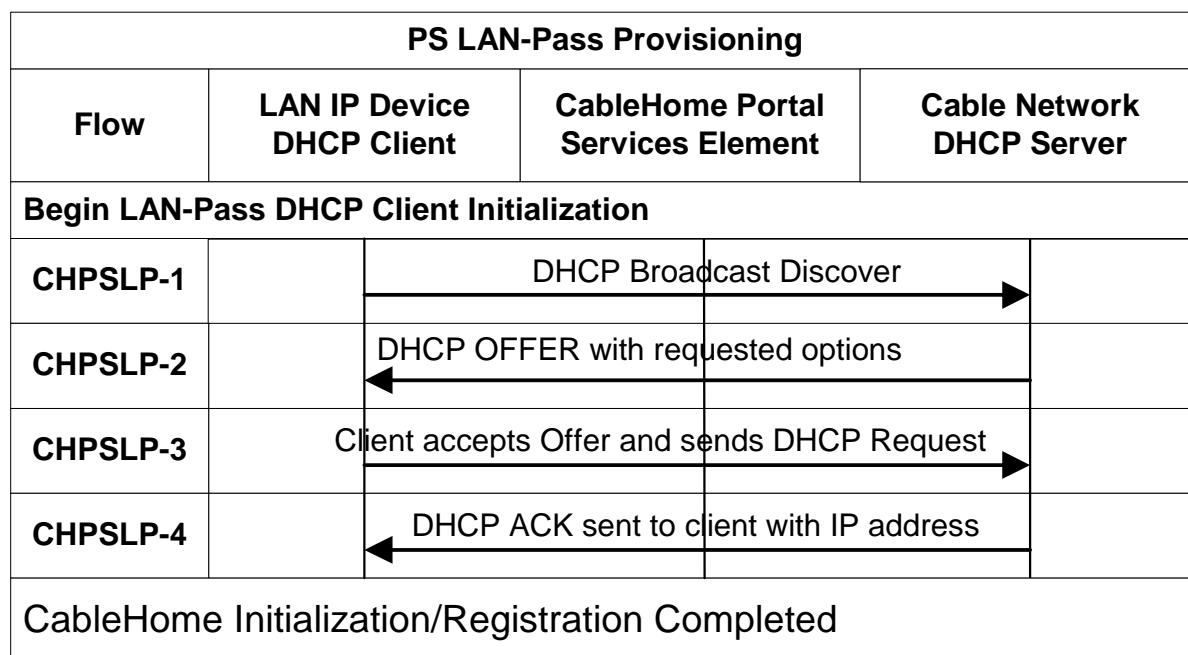 PS LAN-Pass Provisioning
Flow
LAN IP Device
DHCP Client
CableHome Portal
Services Element
Cable Network
DHCP Server
Begin LAN-Pass DHCP Client Initialization
CHPSLP-1
DHCP Broadcast Discover
CHPSLP-2
DHCP OFFER with requested options
CHPSLP-3
Client accepts Offer and sends DHCP Request
CHPSLP-4
DHCP ACK sent to client with IP address
CableHome Initialization/Registration Completed